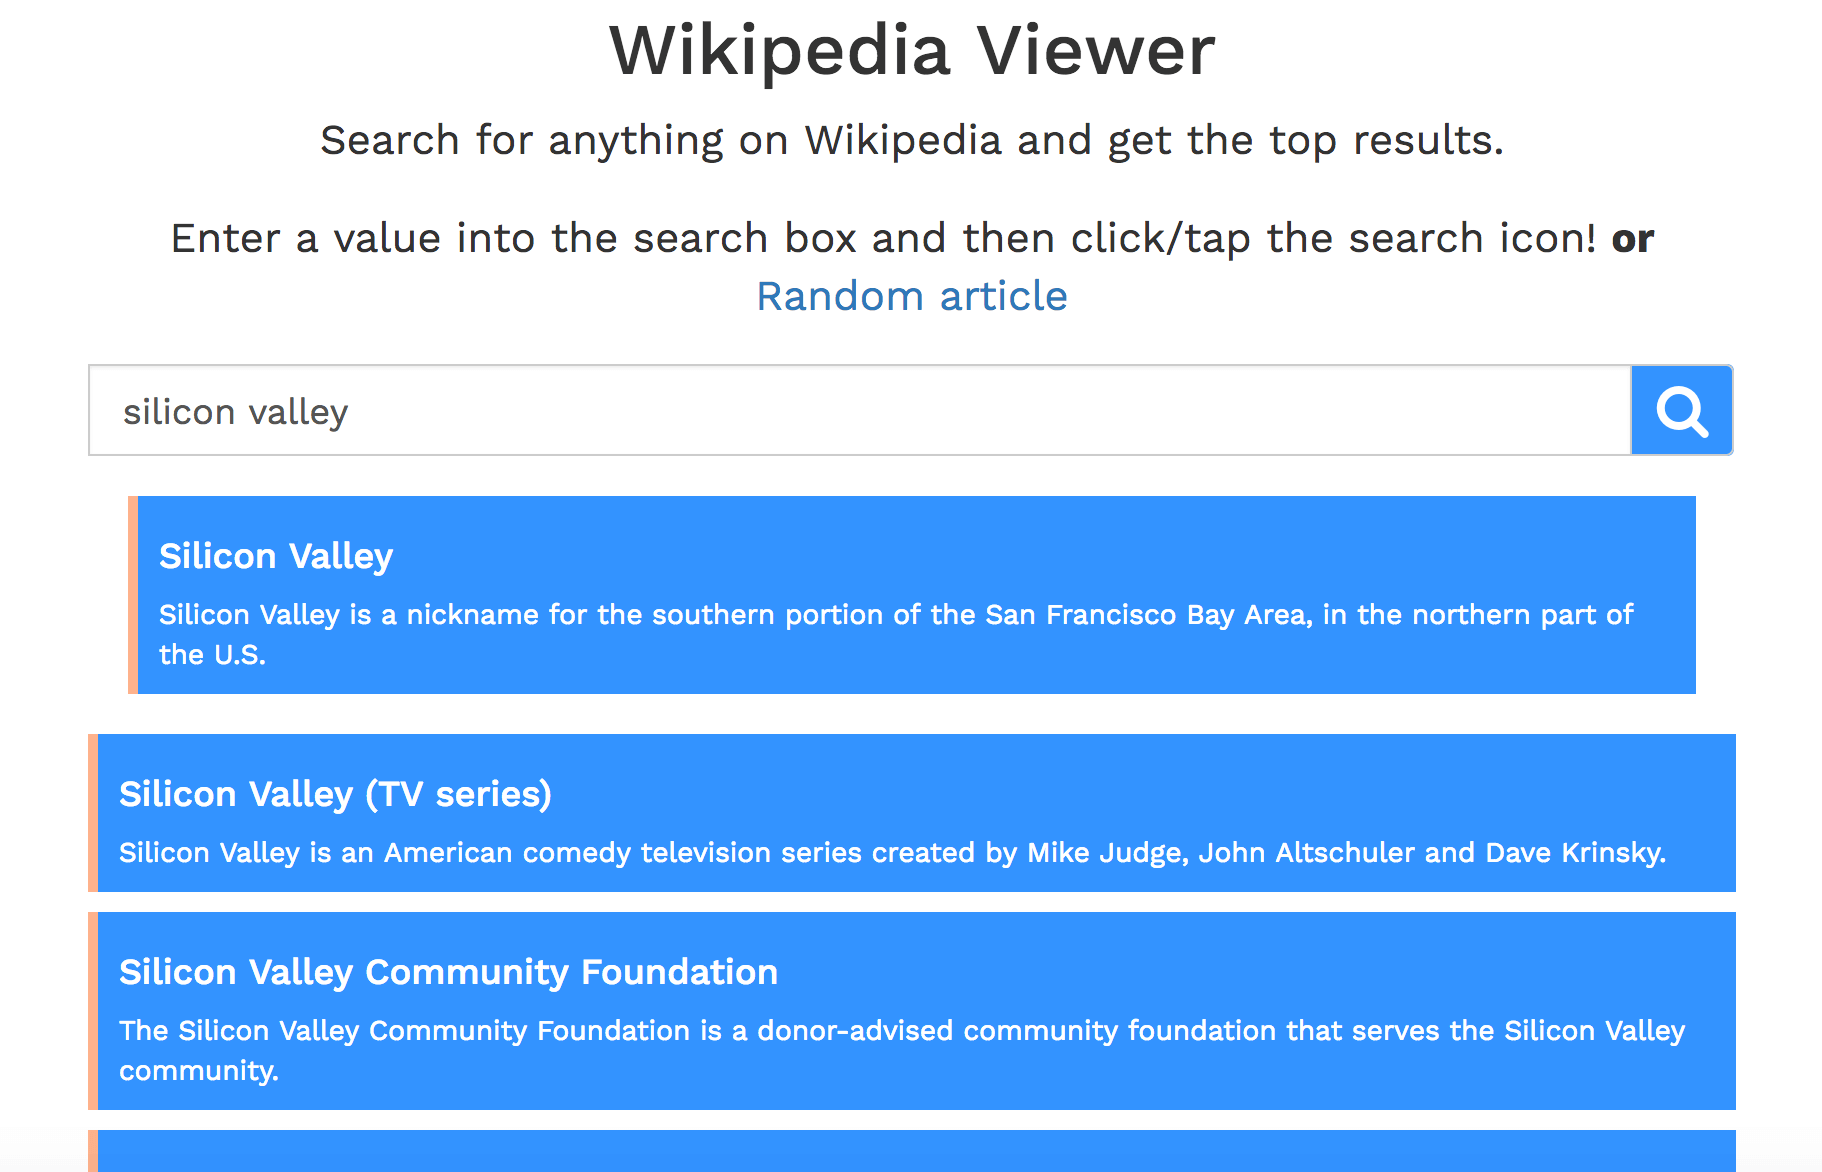 Wikipedia Viewer
Search for anything on Wikipedia and get the top results.
Enter a value into the search box and then click/tap the search icon! or
Random article
silicon valley
Silicon Valley
Silicon Valley is a nickname for the southern portion of the San Francisco Bay Area, in the northern part of
the U.S.
Silicon Valley (TV series)
Silicon Valley is an American comedy television series created by Mike Judge, John Altschuler and Dave Krinsky.
Silicon Valley Community Foundation
The Silicon Valley Community Foundation is a donor-advised community foundation that serves the Silicon Valley
community.